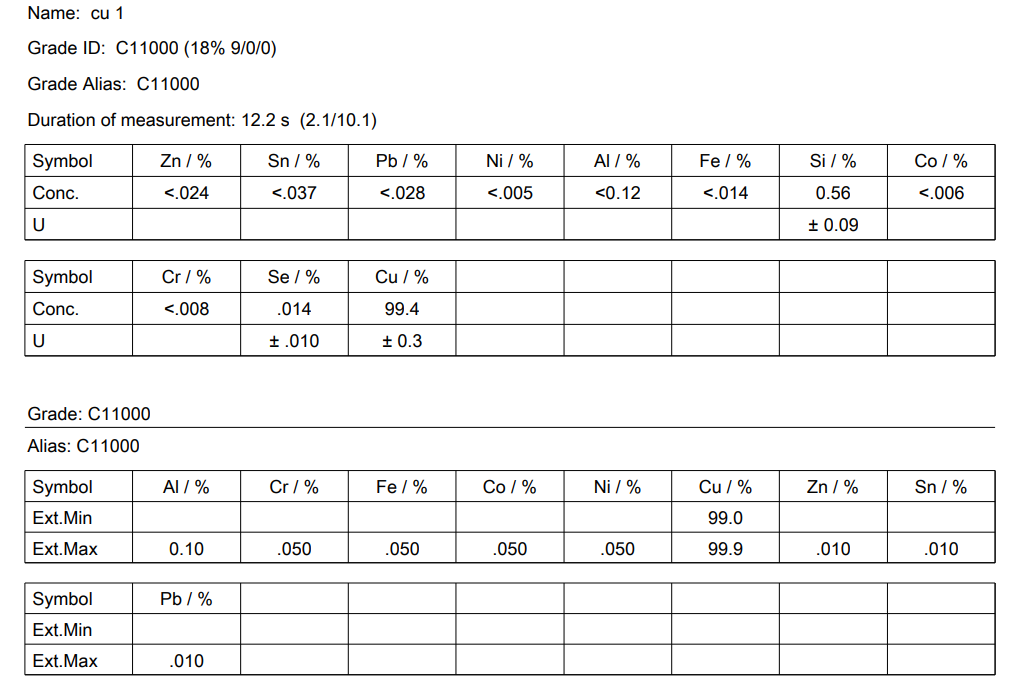 Name: cu 1
Grade ID: C11000 (18% 9/0/0)
Grade Alias: C11000
Duration of measurement: 12.2 s (2.1/10.1)
Symbol Zn / % Sn / % Pb / % Ni / % Al / % Fe / % Si / % Co / %
Conc. <.024 <.037 <.028 <.005 <0.12 <.014 0.56 <.006
U ± 0.09
Symbol Cr / % Se / % Cu / %
Conc. <.008 .014 99.4
U ± .010 ± 0.3
Grade: C11000
Alias: C11000
Symbol Al / % Cr / % Fe / % Co / % Ni / % Cu / % Zn / % Sn / %
Ext.Min 99.0
Ext.Max 0.10 .050 .050 .050 .050 99.9 .010 .010
Symbol Pb / %
Ext.Min
Ext.Max .010